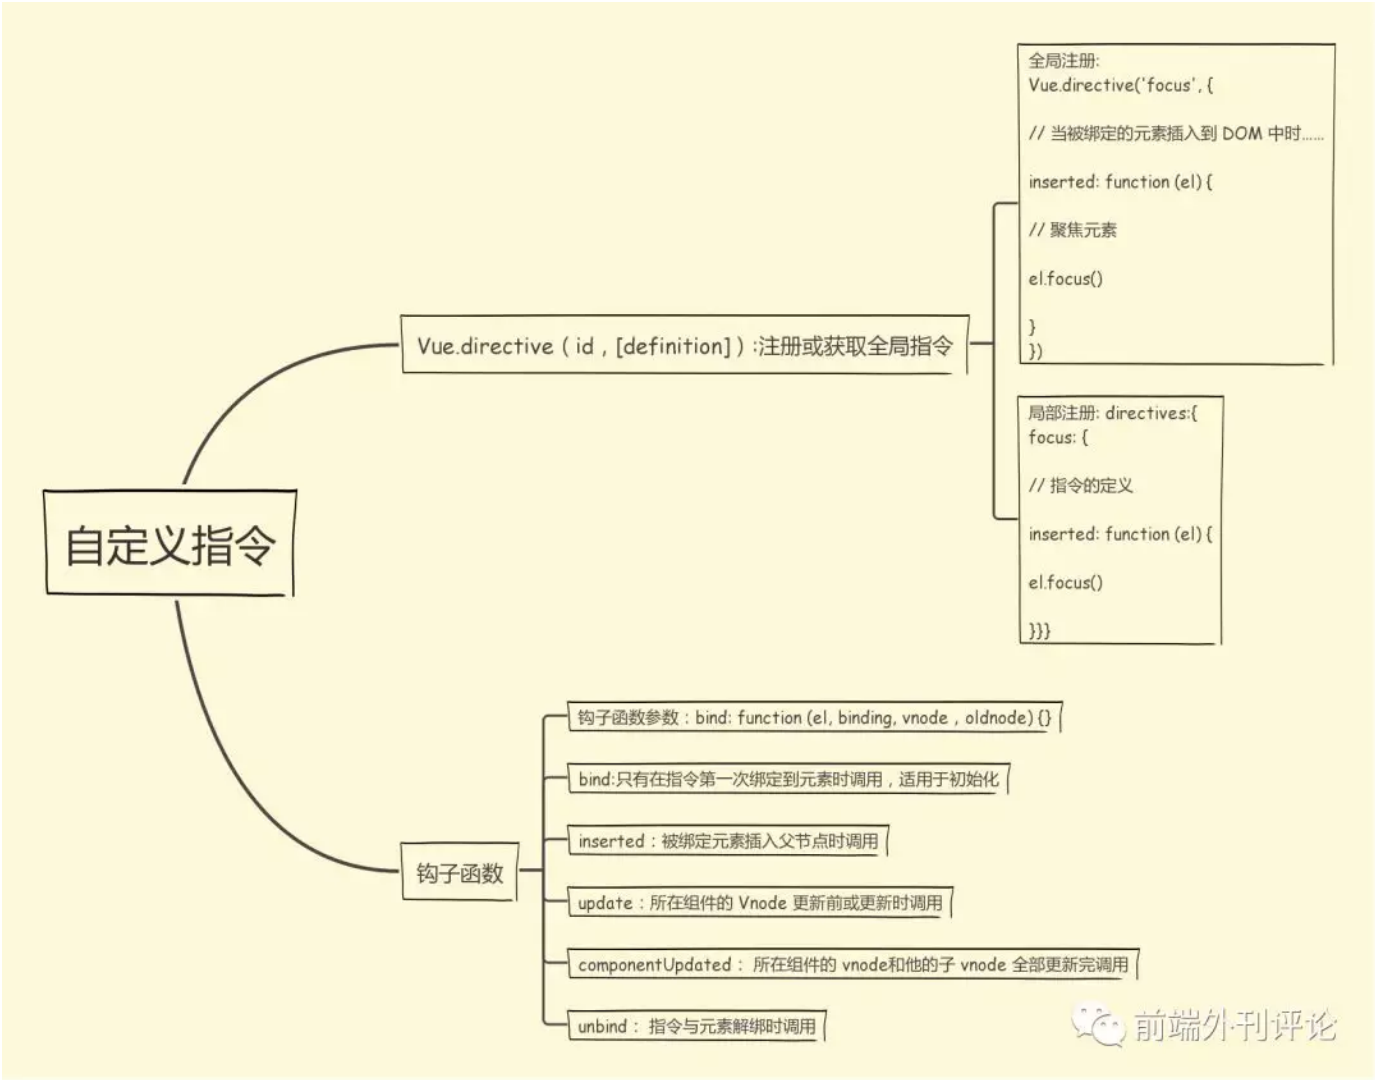 自定义指令
Vue.directive ( id , [definition] ) :注册或获取全局指令
全局注册:
Vue.directive('focus', {
// 当被绑定的元素插入到 DOM 中时……
inserted: function (el) {
// 聚焦元素
el.focus()
}
})
局部注册: directives:{
focus: {
// 指令的定义
inserted: function (el) {
el.focus()
}}}
钩子函数
钩子函数参数：bind: function (el, binding, vnode , oldnode) {}
bind:只有在指令第一次绑定到元素时调用，适用于初始化
inserted：被绑定元素插入父节点时调用
update：所在组件的 Vnode 更新前或更新时调用
componentUpdated： 所在组件的 vnode和他的子 vnode 全部更新完调用
unbind： 指令与元素解绑时调用
前端外刊评论